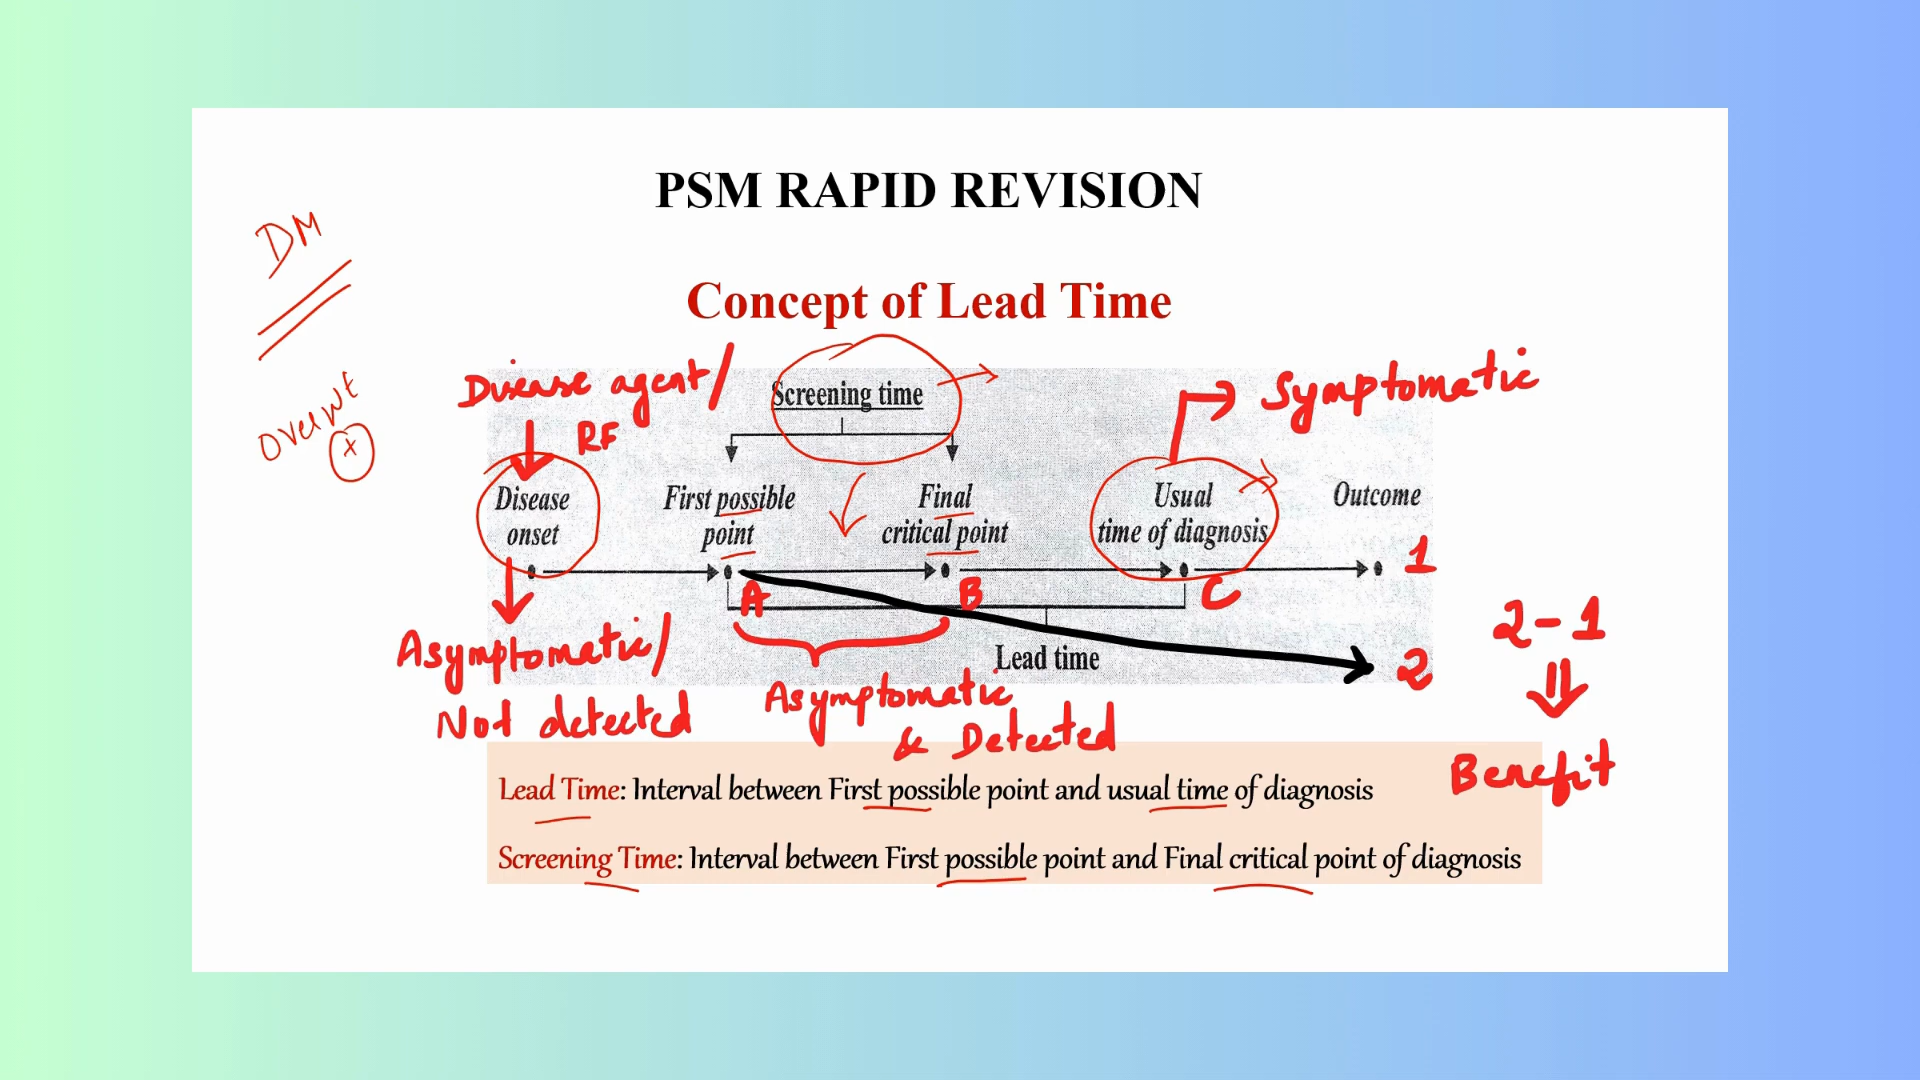 PSM RAPID REVISION
DM
Concept of Lead Time
Overwt
x
Disease agent/
RF
Screening time
Symptomatic
Disease onset
First possible point
Final critical point
Usual time of diagnosis
Outcome
1
A
B
C
2
Lead time
2-1
Benefit
Asymptomatic/
Not detected
Asymptomatic
& Detected
Lead Time: Interval between First possible point and usual time of diagnosis
Screening Time: Interval between First possible point and Final critical point of diagnosis